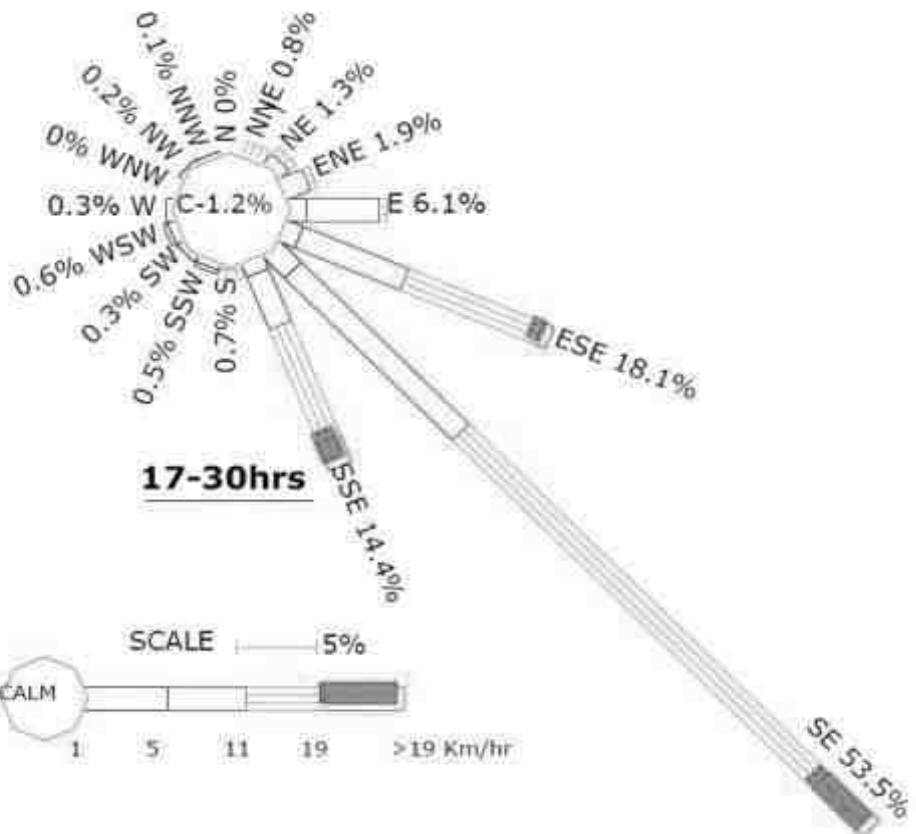 0.1% NNW
N 0%
NNE 0.8%
NE 1.3%
0.2% NW
ENE 1.9%
0% WNW
0.3% W
C-1.2%
E 6.1%
0.6% WSW
0.3% SW
0.5% SSW
0.7% S
ESE 18.1%
17-30hrs
SSE 14.4%
SCALE 5%
CALM
1 5 11 19 >19 Km/hr
SE 53.5%